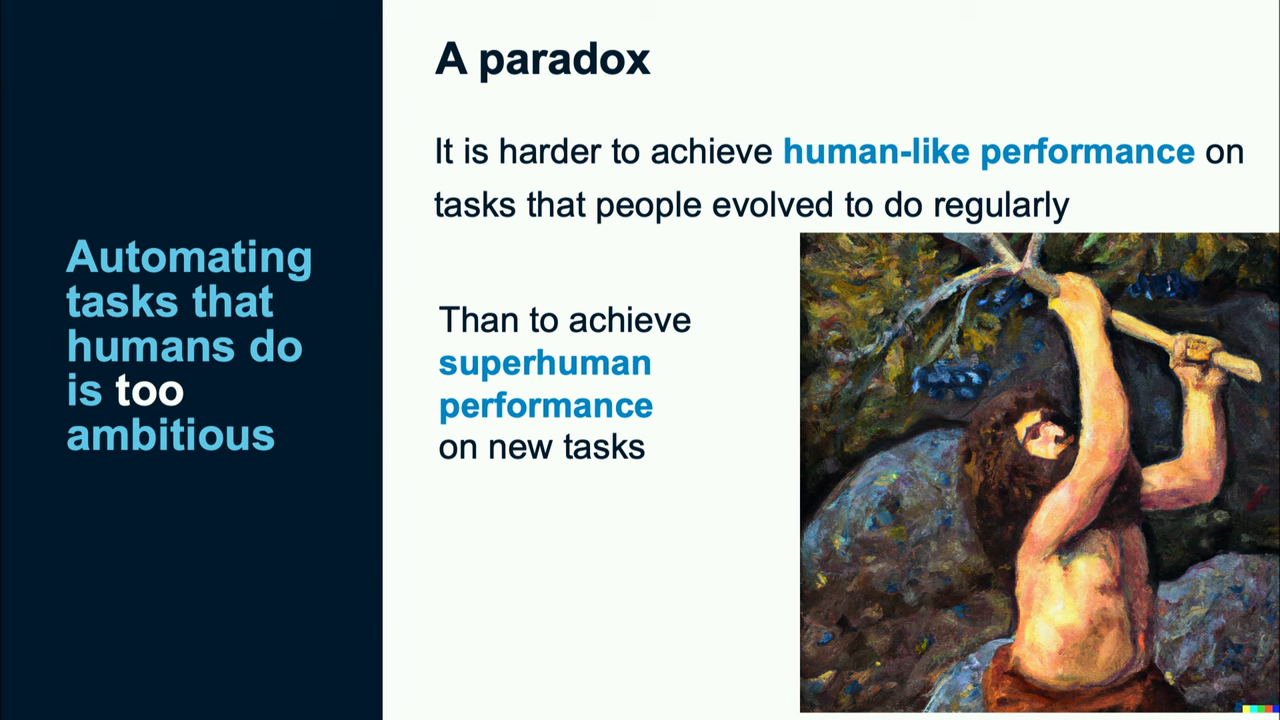 Automating
tasks that
humans do
is too
ambitious
A paradox
It is harder to achieve human-like performance on
tasks that people evolved to do regularly
Than to achieve
superhuman
performance
on new tasks